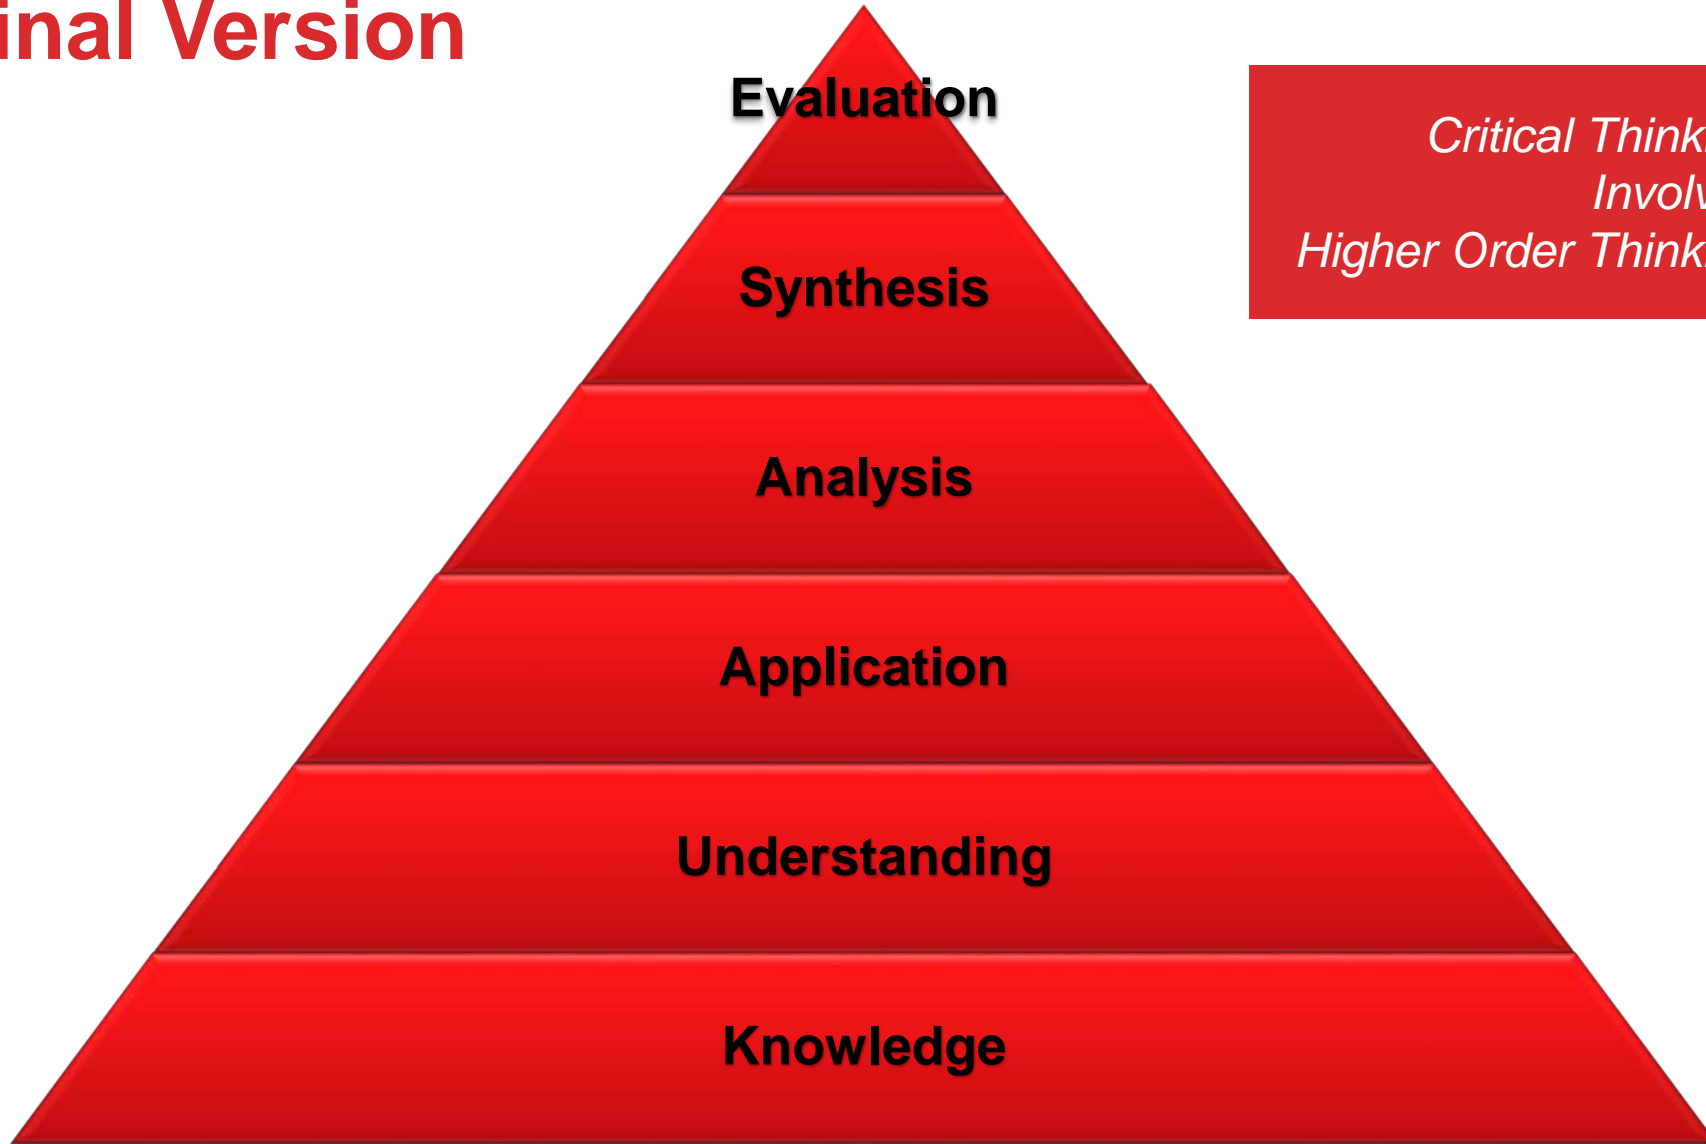 inal Version
Evaluation
Critical Think
Involv
Higher Order Think
Synthesis
Analysis
Application
Understanding
Knowledge